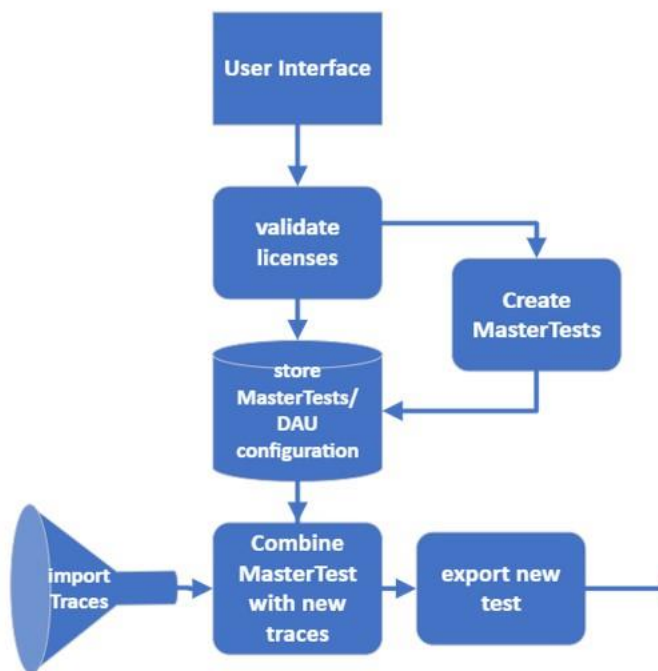 User Interface
validate
licenses
Create
MasterTests
store
MasterTests/
DAU
configuration
import
Traces
Combine
MasterTest
with new
traces
export new
test